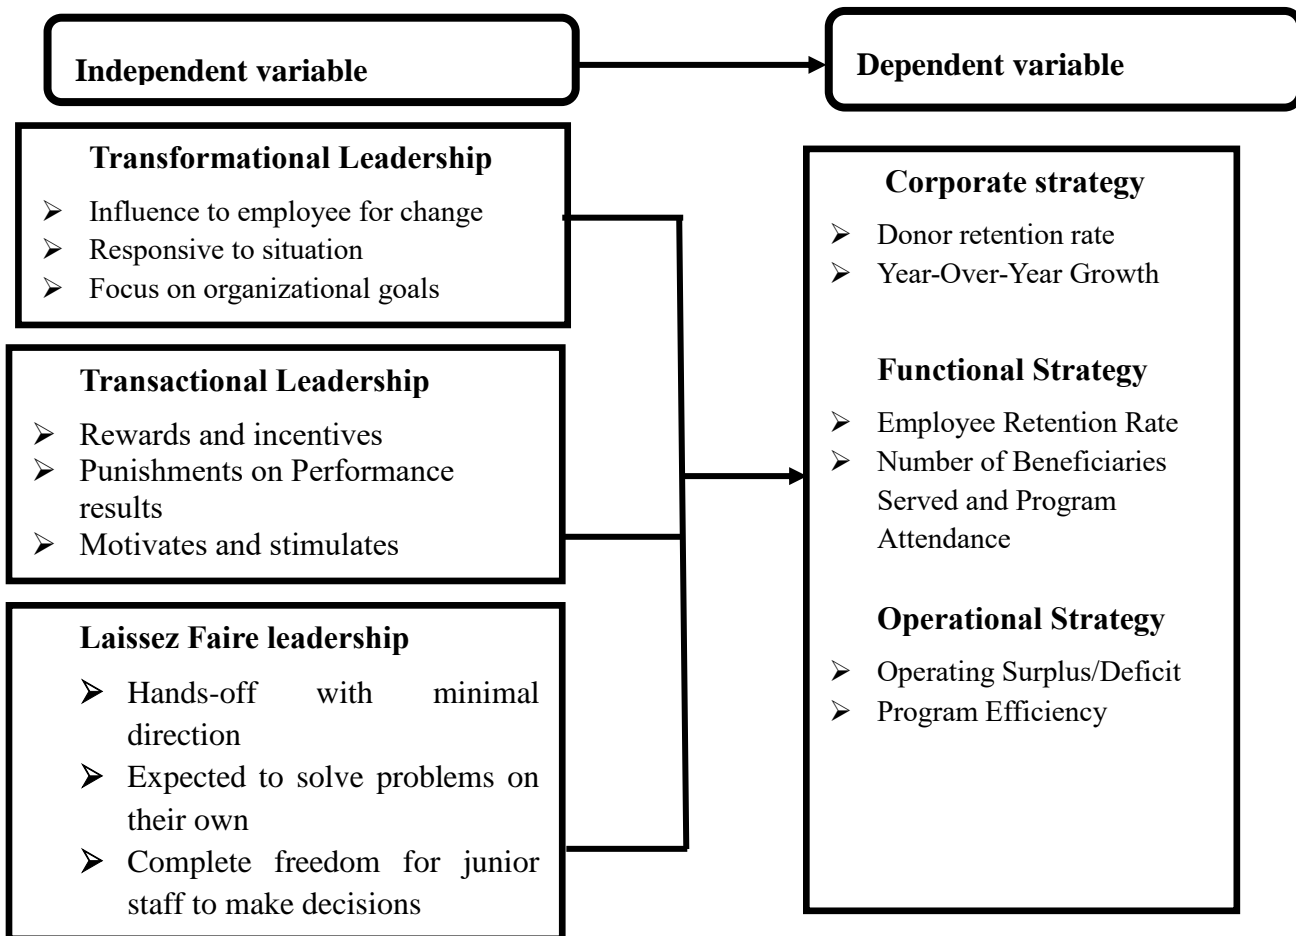 Independent variable
Dependent variable
Transformational Leadership
➢ Influence to employee for change
➢ Responsive to situation
➢ Focus on organizational goals
Transactional Leadership
➢ Rewards and incentives
➢ Punishments on Performance
results
➢ Motivates and stimulates
Laissez Faire leadership
➢ Hands-off with minimal
direction
➢ Expected to solve problems on
their own
➢ Complete freedom for junior
staff to make decisions
Corporate strategy
➢ Donor retention rate
➢ Year-Over-Year Growth
Functional Strategy
➢ Employee Retention Rate
➢ Number of Beneficiaries
Served and Program
Attendance
Operational Strategy
➢ Operating Surplus/Deficit
➢ Program Efficiency